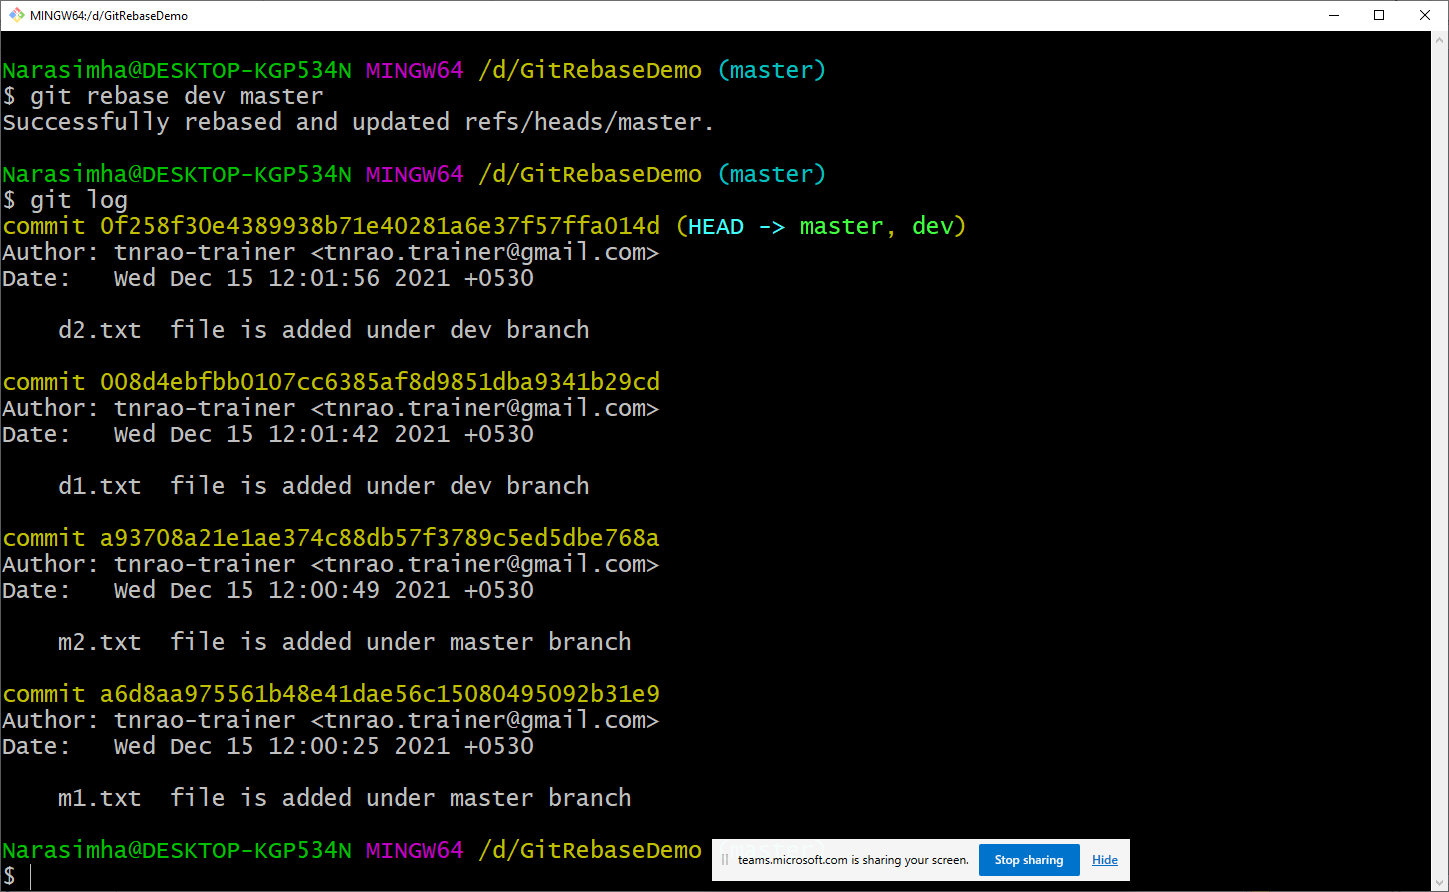 MINGW64:/d/GitRebaseDemo
Narasimha@DESKTOP-KGP534N MINGW64 /d/GitRebaseDemo (master)
$ git rebase dev master
Successfully rebased and updated refs/heads/master.
Narasimha@DESKTOP-KGP534N MINGW64 /d/GitRebaseDemo (master)
$ git log
commit 0f258f30e4389938b71e40281a6e37f57ffa014d (HEAD -> master, dev)
Author: tnrao-trainer <tnrao.trainer@gmail.com>
Date:   Wed Dec 15 12:01:56 2021 +0530
d2.txt  file is added under dev branch
commit 008d4ebfbb0107cc6385af8d9851dba9341b29cd
Author: tnrao-trainer <tnrao.trainer@gmail.com>
Date:   Wed Dec 15 12:01:42 2021 +0530
d1.txt  file is added under dev branch
commit a93708a21e1ae374c88db57f3789c5ed5dbe768a
Author: tnrao-trainer <tnrao.trainer@gmail.com>
Date:   Wed Dec 15 12:00:49 2021 +0530
m2.txt  file is added under master branch
commit a6d8aa975561b48e41dae56c15080495092b31e9
Author: tnrao-trainer <tnrao.trainer@gmail.com>
Date:   Wed Dec 15 12:00:25 2021 +0530
m1.txt  file is added under master branch
Narasimha@DESKTOP-KGP534N MINGW64 /d/GitRebaseDemo
teams.microsoft.com is sharing your screen. Stop sharing Hide
$